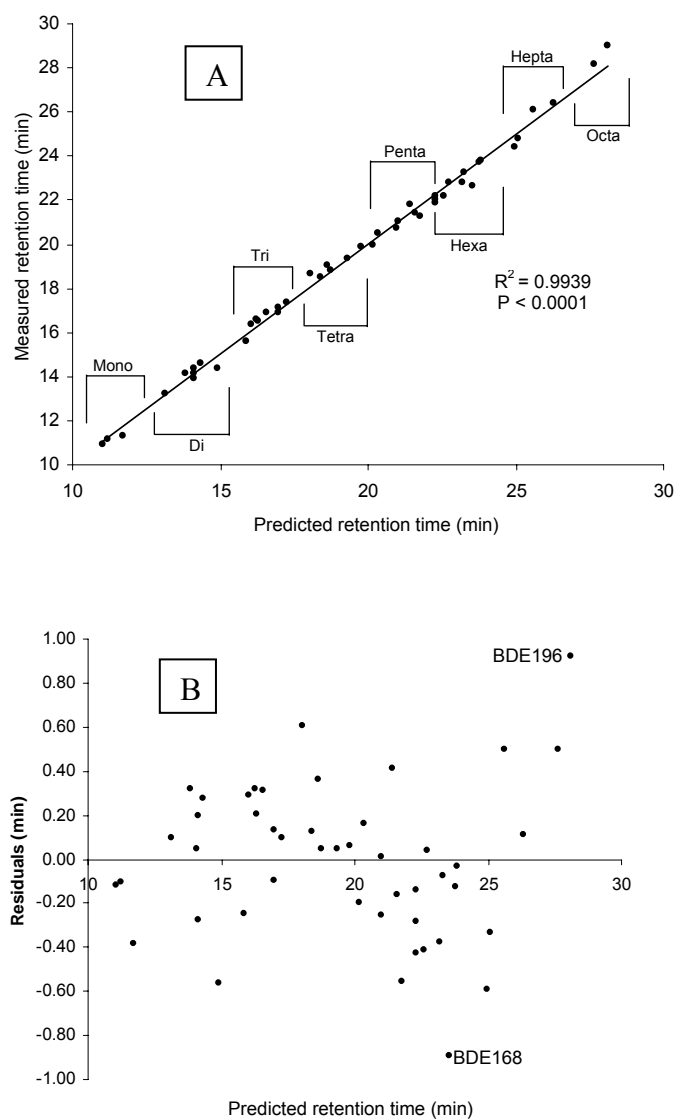 30
28
26
24
22
20
18
16
14
12
10
Measured retention time (min)
A
Hepta
Octa
Penta
Hexa
Tri
Tetra
R² = 0.9939
P < 0.0001
Mono
Di
10 15 20 25 30
Predicted retention time (min)
1.00
0.80
0.60
0.40
0.20
0.00
-0.20
-0.40
-0.60
-0.80
-1.00
Residuals (min)
B
BDE196
10 15 20 25 30
BDE168
Predicted retention time (min)